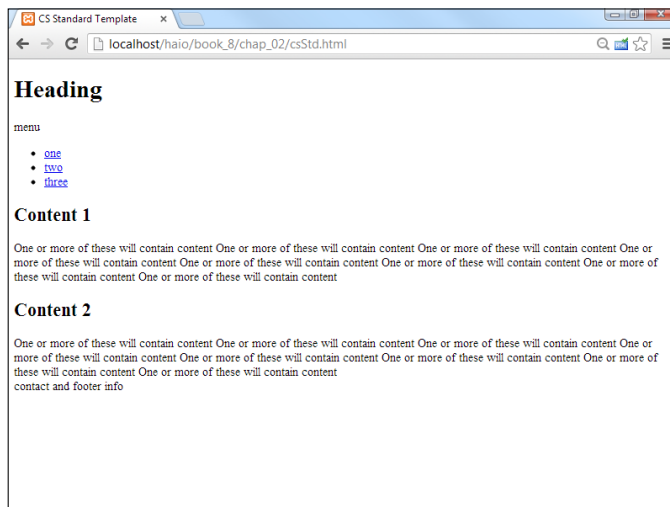 CS Standard Template
localhost/haio/book_8/chap_02/csStd.html
Heading
menu
one
two
three
Content 1
One or more of these will contain content One or more of these will contain content One or more of these will contain content One or
more of these will contain content One or more of these will contain content One or more of these will contain content One or more of
these will contain content One or more of these will contain content
Content 2
One or more of these will contain content One or more of these will contain content One or more of these will contain content One or
more of these will contain content One or more of these will contain content One or more of these will contain content One or more of
these will contain content One or more of these will contain content
contact and footer info